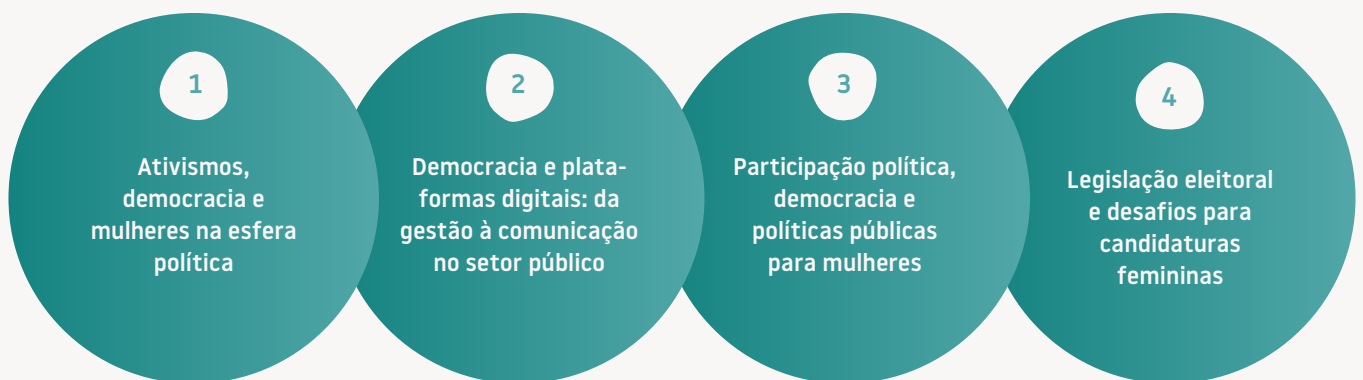 1
Ativismos,
democracia e
mulheres na esfera
política
2
Democracia e plata-
formas digitais: da
gestão à comunicação
no setor público
3
Participação política,
democracia e
políticas públicas
para mulheres
4
Legislação eleitoral
e desafios para
candidaturas
femininas